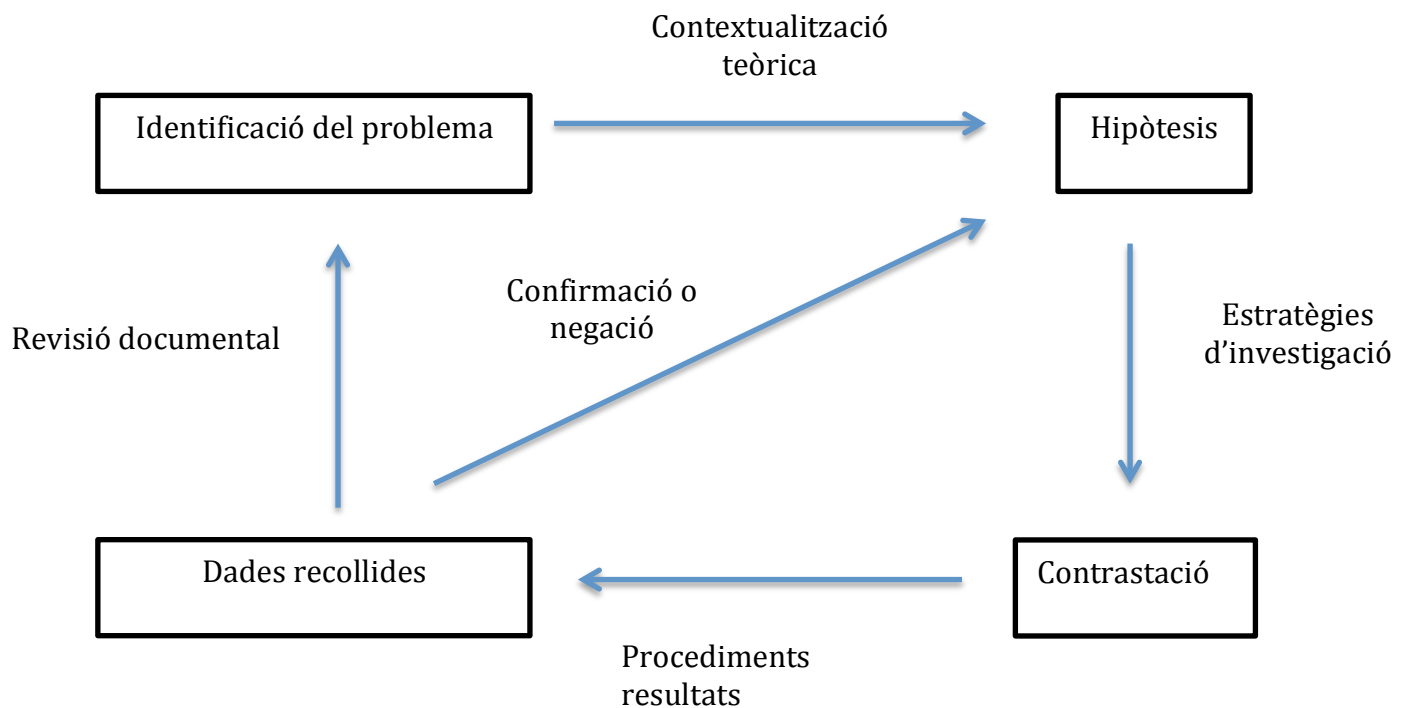 Contextualització
teòrica
Identificació del problema
Hipòtesis
Confirmació o
negació
Revisió documental
Estratègies
d’investigació
Dades recollides
Contrastació
Procediments
resultats